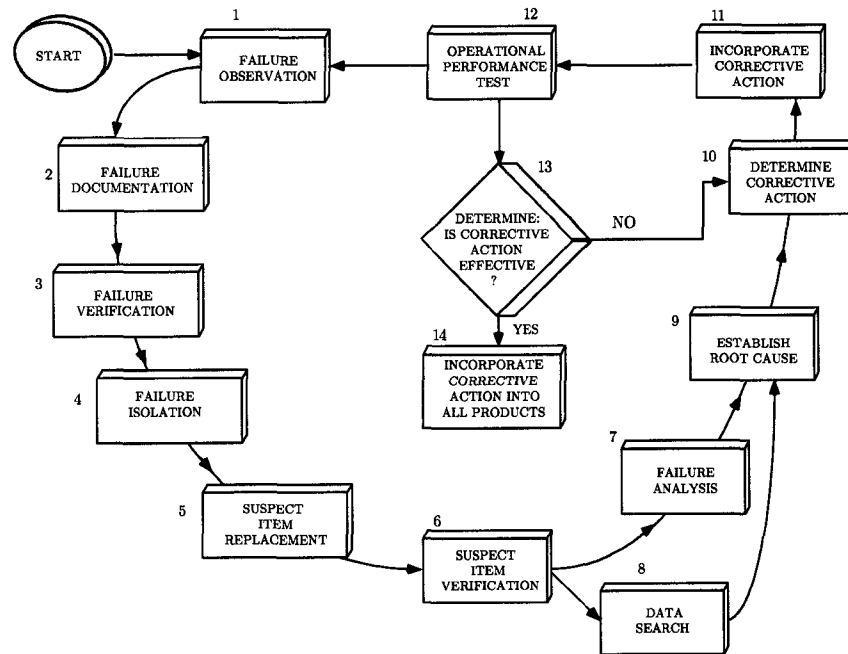 START
1
FAILURE
OBSERVATION
2
FAILURE
DOCUMENTATION
3
FAILURE
VERIFICATION
4
FAILURE
ISOLATION
5
SUSPECT
ITEM
REPLACEMENT
6
SUSPECT
ITEM
VERIFICATION
7
FAILURE
ANALYSIS
8
DATA
SEARCH
9
ESTABLISH
ROOT CAUSE
10
DETERMINE
CORRECTIVE
ACTION
11
INCORPORATE
CORRECTIVE
ACTION
12
OPERATIONAL
PERFORMANCE
TEST
13
DETERMINE:
IS CORRECTIVE
ACTION
EFFECTIVE
?
NO
YES
14
INCORPORATE
CORRECTIVE
ACTION INTO
ALL PRODUCTS